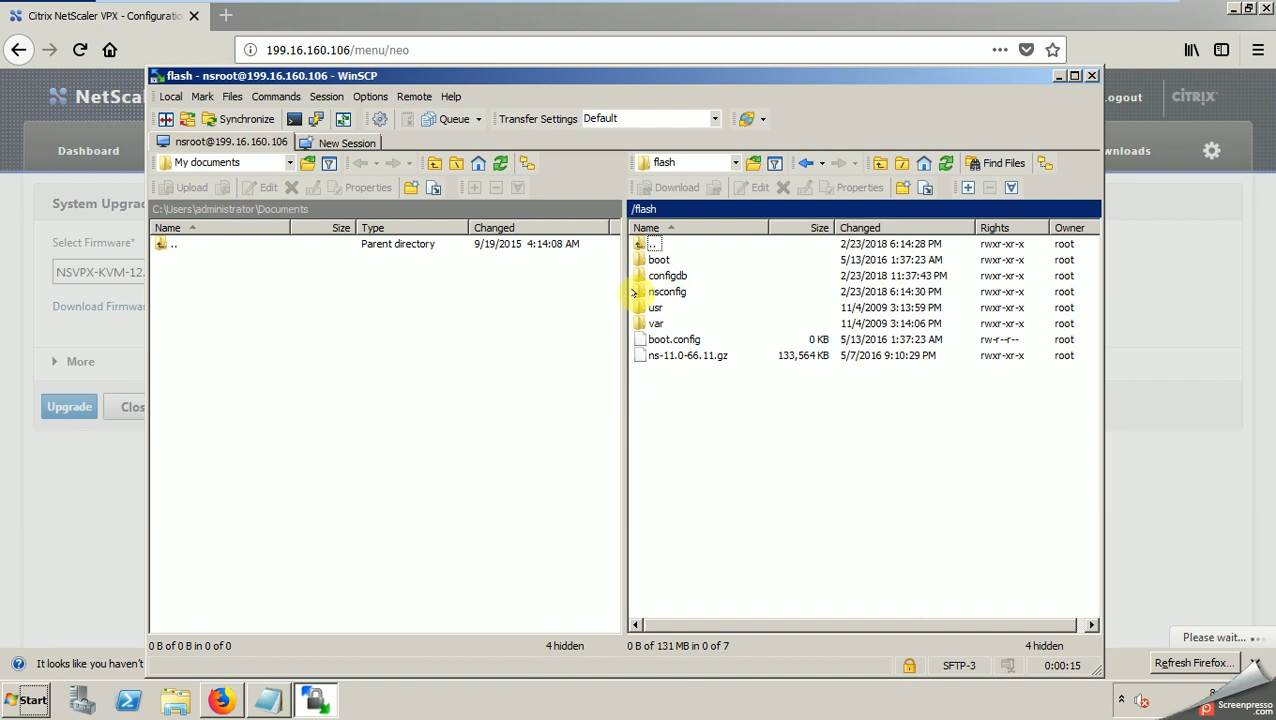 Citrix NetScaler VPX - Configuratio
199.16.160.106/menu/neo
NetSca
Logout
CITRIX
Dashboard
wnloads
System Upgrad
Select Firmware*
NSVPX-KVM-12.
Download Firmwa
More
Upgrade
Clos
flash - nsroot@199.16.160.106 - WinSCP
Local Mark Files Commands Session Options Remote Help
Synchronize Queue Transfer Settings Default
nsroot@199.16.160.106 New Session
My documents
Upload Edit Properties
C:\Users\administrator\Documents
Name Size Type Changed
.. Parent directory 9/19/2015 4:14:08 AM
0 B of 0 B in 0 of 0 4 hidden
flash Find Files
Download Edit Properties
/flash
Name Size Changed Rights Owner
.. 2/23/2018 6:14:28 PM rwxr-xr-x root
boot 5/13/2016 1:37:23 AM rwxr-xr-x root
configdb 2/23/2018 11:37:43 PM rwxr-xr-x root
nsconfig 2/23/2018 6:14:30 PM rwxr-xr-x root
usr 11/4/2009 3:13:59 PM rwxr-xr-x root
var 11/4/2009 3:14:06 PM rwxr-xr-x root
boot.config 0 KB 5/13/2016 1:37:23 AM rw-r--r-- root
ns-11.0-66.11.gz 133,564 KB 5/7/2016 9:10:29 PM rwxr-xr-x root
0 B of 131 MB in 0 of 7 4 hidden
SFTP-3 0:00:15
Please wait...
It looks like you haven't
Refresh Firefox...
Start
Screenpresso
.com